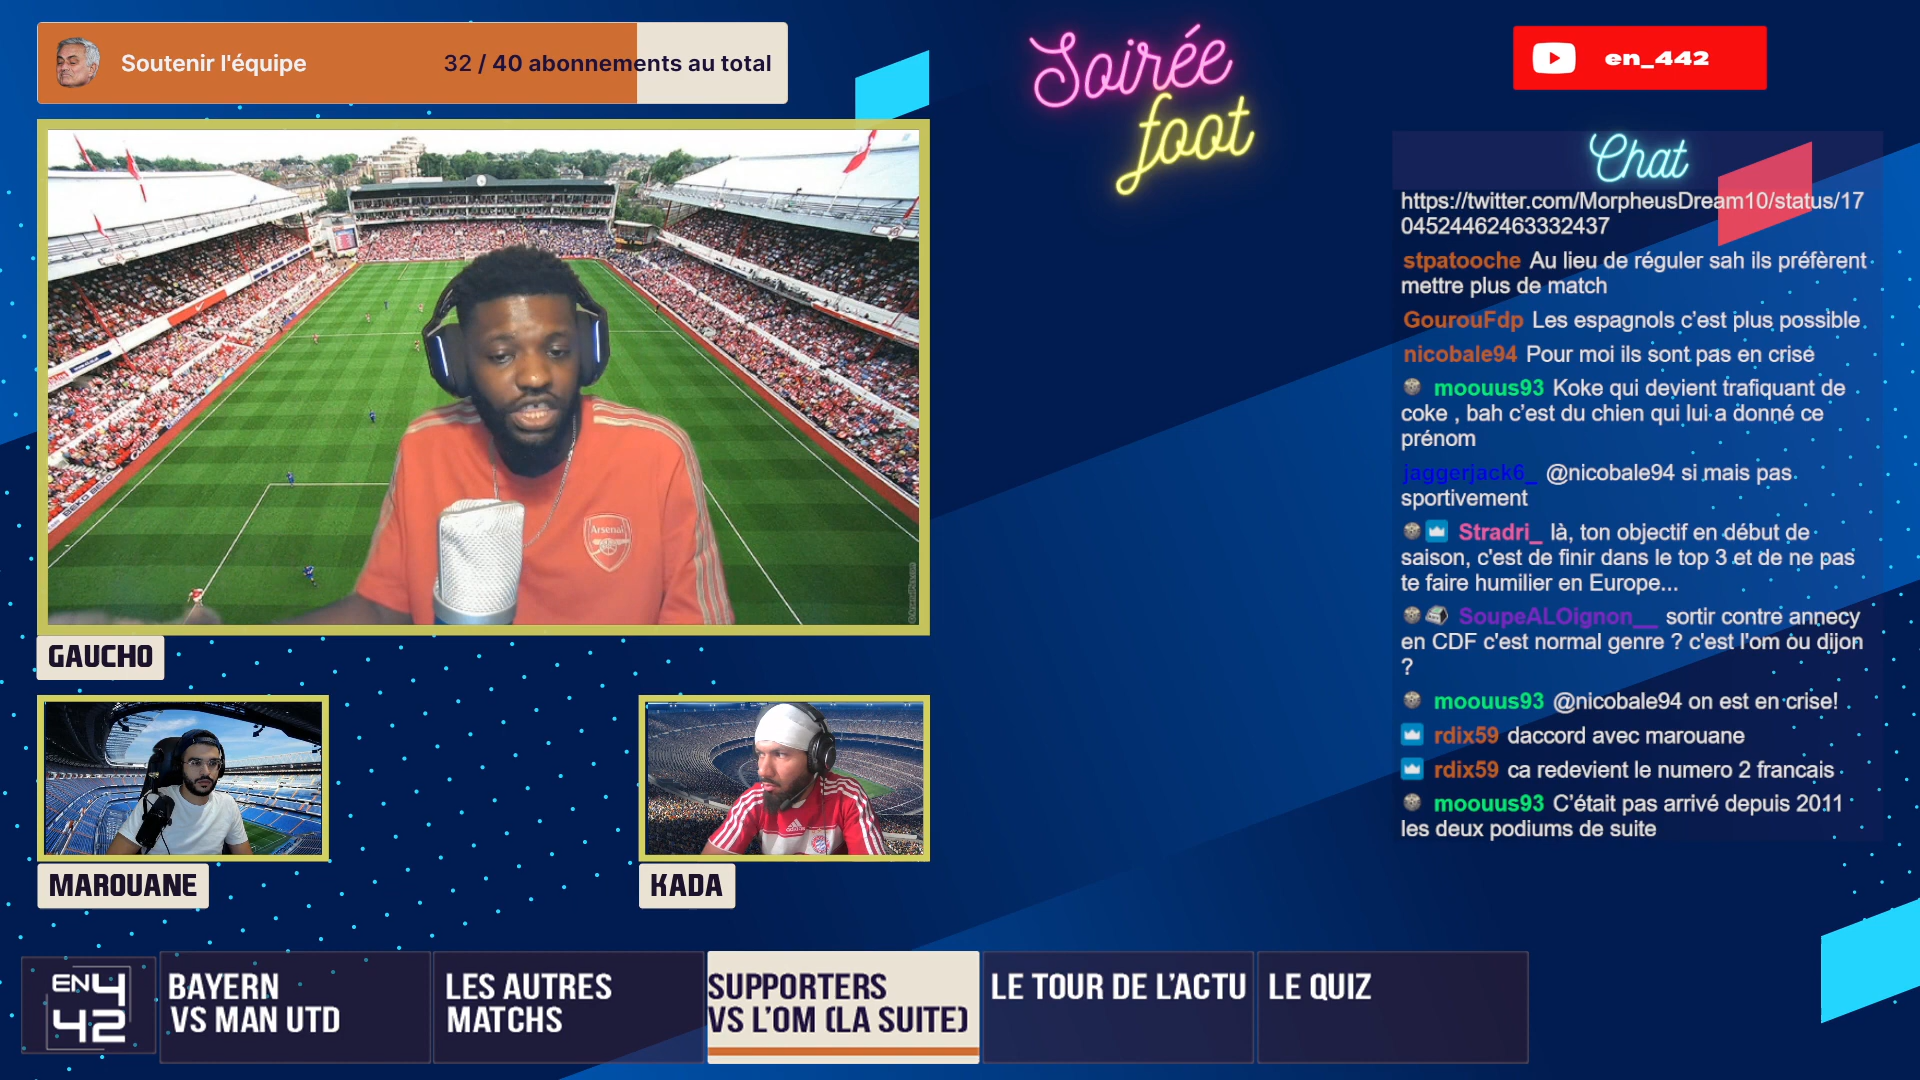 Soutenir l'équipe
32 / 40 abonnements au total
Soirée
foot
en_442
Chat
https://twitter.com/MorpheusDream10/status/17
04524462463332437
stpatooche Au lieu de réguler sah ils préfèrent
mettre plus de match
GourouFdp Les espagnols c'est plus possible
nicobale94 Pour moi ils sont pas en crise
moouus93 Koke qui devient trafiquant de
coke , bah c'est du chien qui lui a donné ce
prénom
jaggerjack6_ @nicobale94 si mais pas
sportivement
Stradri_ là, ton objectif en début de
saison, c'est de finir dans le top 3 et de ne pas
te faire humilier en Europe...
SoupeALOignon__ sortir contre annecy
en CDF c'est normal genre ? c'est l'om ou dijon
?
moouus93 @nicobale94 on est en crise!
rdix59 daccord avec marouane
rdix59 ca redevient le numero 2 francais
moouus93 C'était pas arrivé depuis 2011
les deux podiums de suite
Arsenal
GAUCHO
MAROUANE
KADA
EN 4
42
BAYERN
VS MAN UTD
LES AUTRES
MATCHS
SUPPORTERS
VS L'OM (LA SUITE)
LE TOUR DE L'ACTU
LE QUIZ